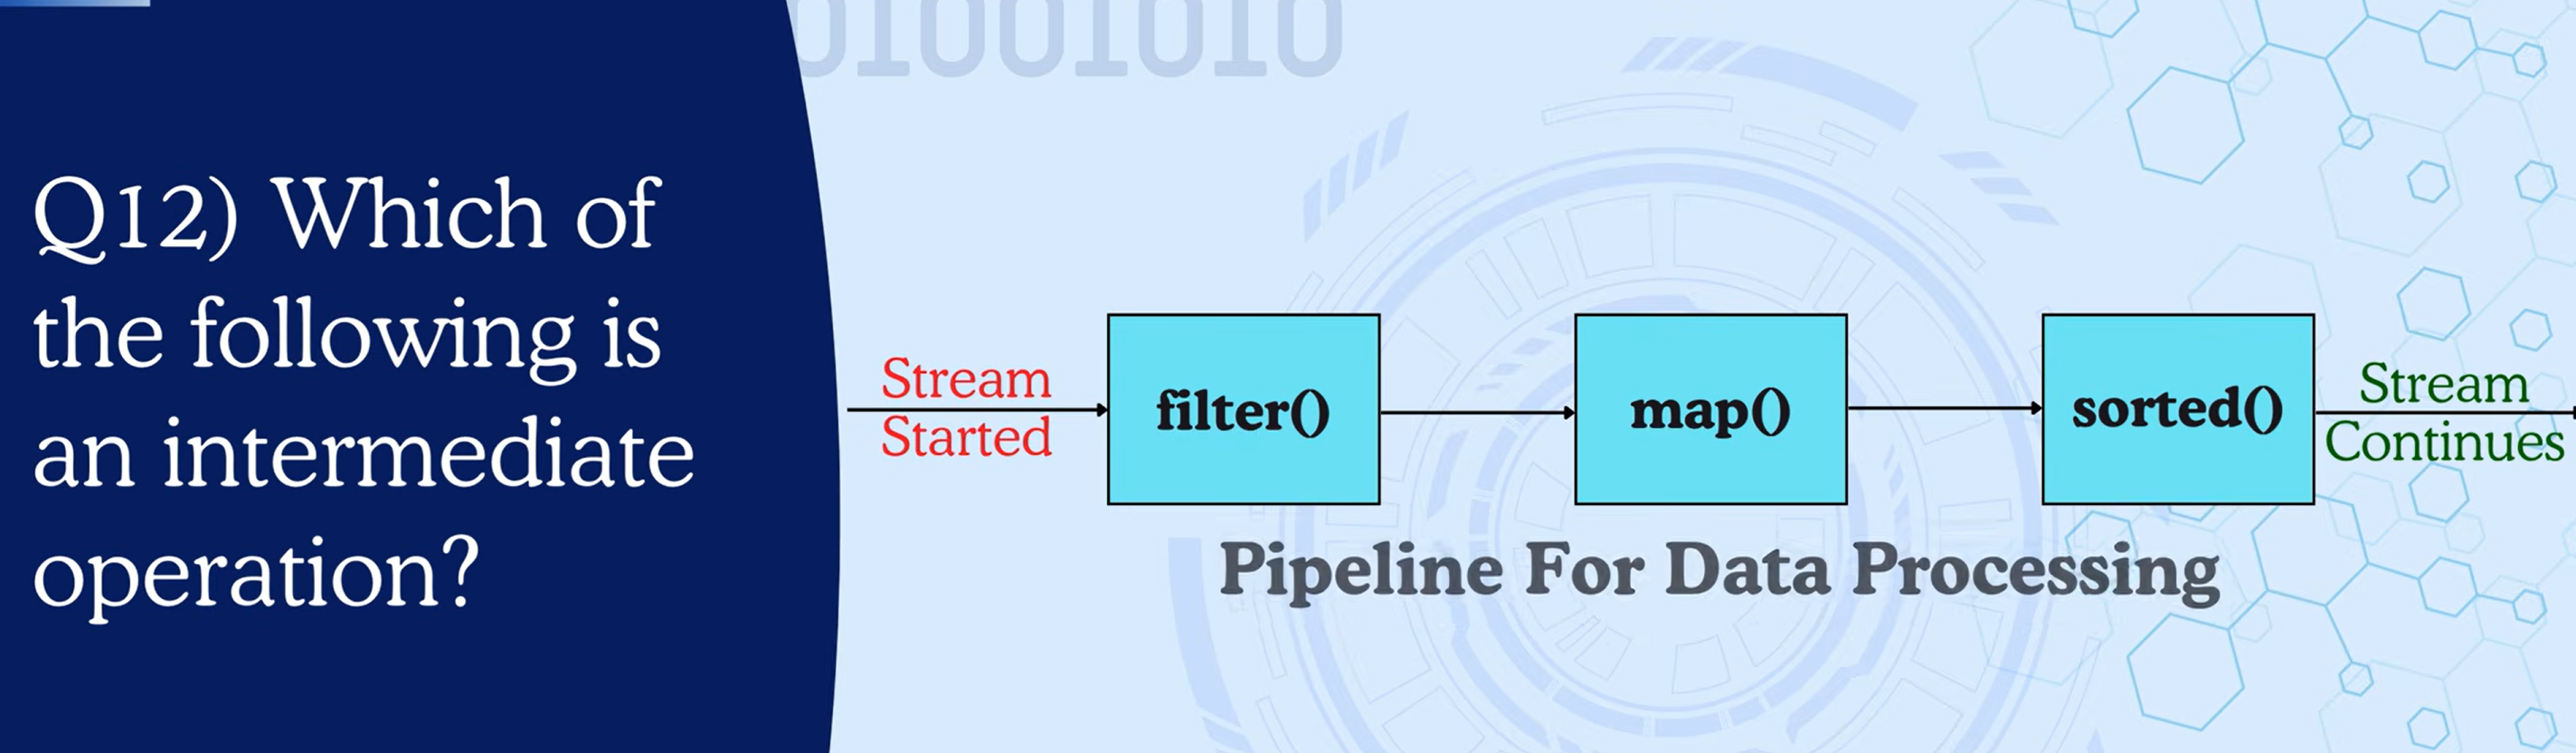 01001010
Q12) Which of
the following is
an intermediate
operation?
Stream
Started
filter()
map()
sorted()
Stream
Continues
Pipeline For Data Processing